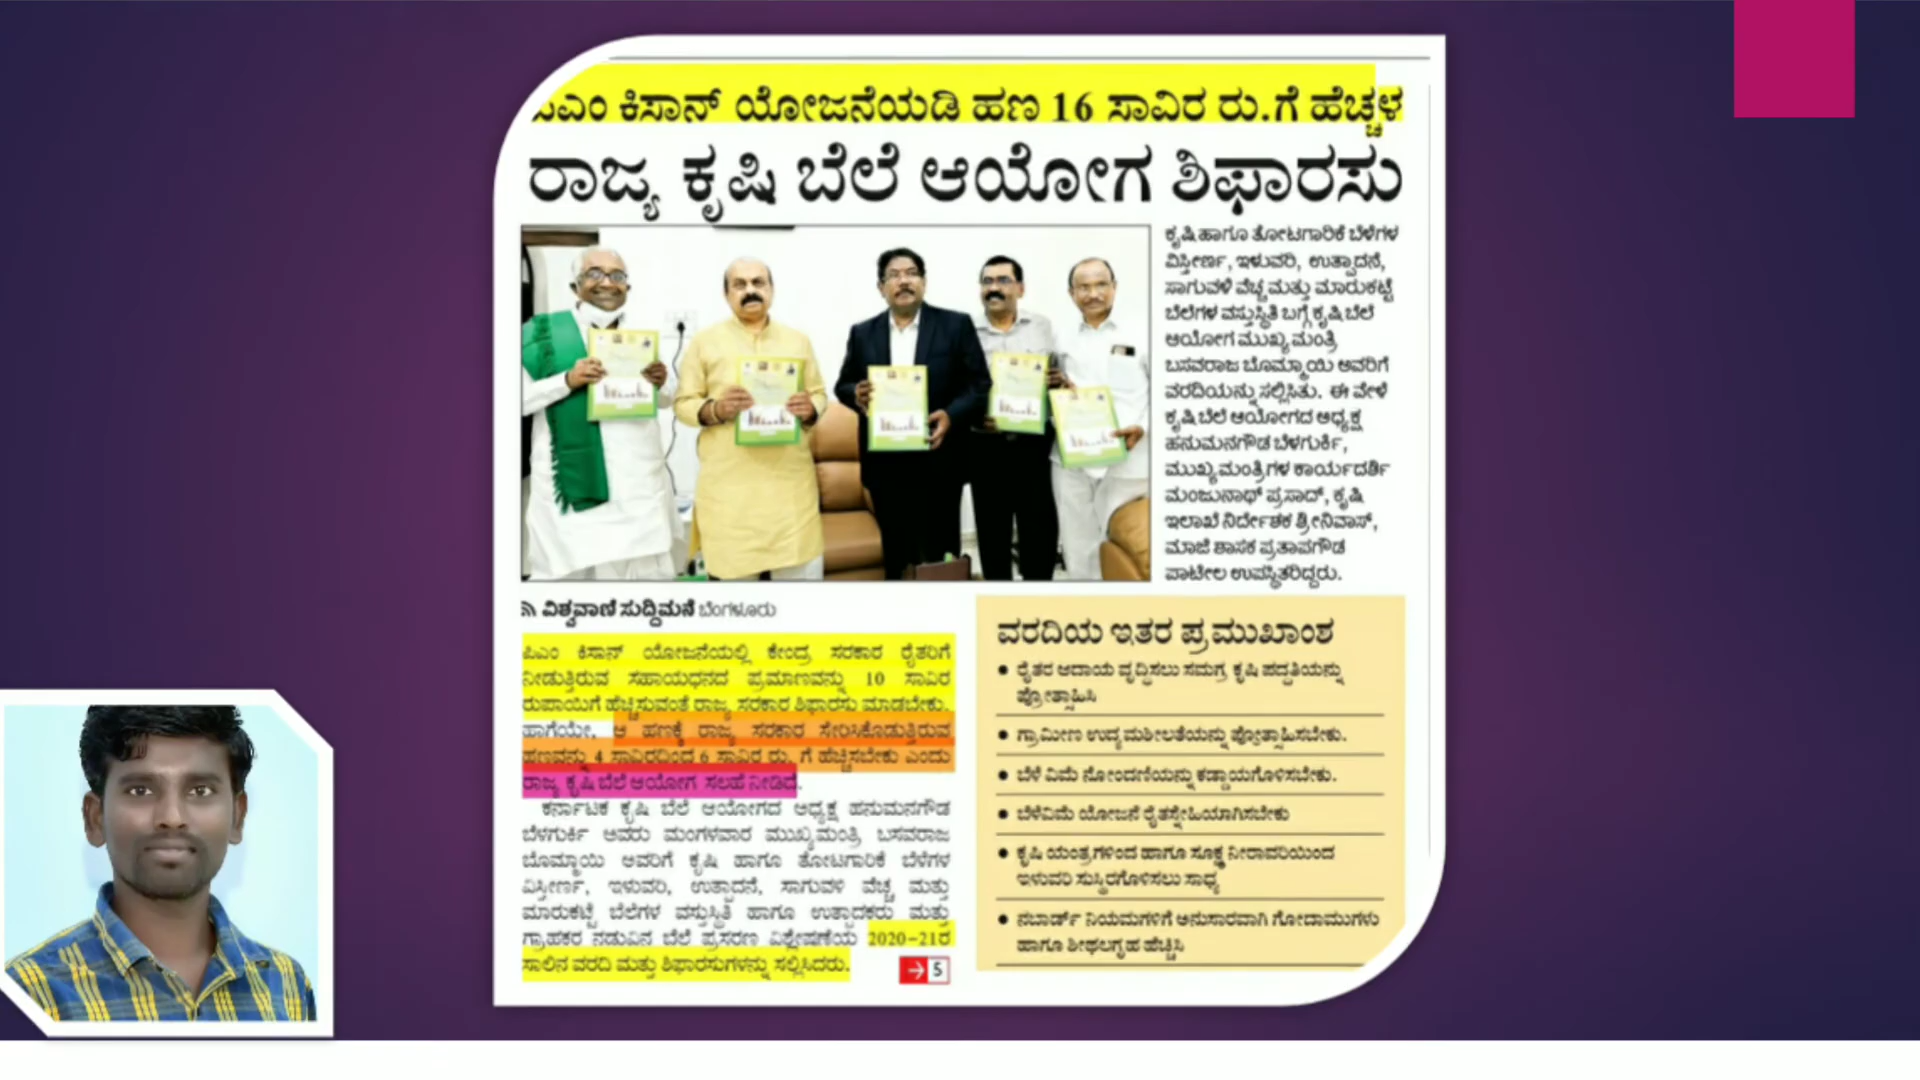 ಪಿಎಂ ಕಿಸಾನ್ ಯೋಜನೆಯಡಿ ಹಣ 16 ಸಾವಿರ ರು.ಗೆ ಹೆಚ್ಚಳ
ರಾಜ್ಯ ಕೃಷಿ ಬೆಲೆ ಆಯೋಗ ಶಿಫಾರಸು
ಕೃಷಿ ಹಾಗೂ ತೋಟಗಾರಿಕೆ ಬೆಳೆಗಳ
ವಿಸ್ತೀರ್ಣ, ಇಳುವರಿ, ಉತ್ಪಾದನೆ,
ಸಾಗುವಳಿ ವೆಚ್ಚ ಮತ್ತು ಮಾರುಕಟ್ಟೆ
ಬೆಲೆಗಳ ವಸ್ತುಸ್ಥಿತಿ ಬಗ್ಗೆ ಕೃಷಿ ಬೆಲೆ
ಆಯೋಗ ಮುಖ್ಯಮಂತ್ರಿ
ಬಸವರಾಜ ಬೊಮ್ಮಾಯಿ ಅವರಿಗೆ
ವರದಿಯನ್ನು ಸಲ್ಲಿಸಿತು. ಈ ವೇಳೆ
ಕೃಷಿ ಬೆಲೆ ಆಯೋಗದ ಅಧ್ಯಕ್ಷ
ಹನುಮನಗೌಡ ಬೆಳಗುರ್ಕಿ,
ಮುಖ್ಯಮಂತ್ರಿಗಳ ಕಾರ್ಯದರ್ಶಿ
ಮಂಜುನಾಥ್ ಪ್ರಸಾದ್, ಕೃಷಿ
ಇಲಾಖೆ ನಿರ್ದೇಶಕ ಶ್ರೀನಿವಾಸ್,
ಮಾಜಿ ಶಾಸಕ ಪ್ರತಾಪಗೌಡ
ಪಾಟೀಲ ಉಪಸ್ಥಿತರಿದ್ದರು.
ವಿಶ್ವವಾಣಿ ಸುದ್ದಿಮನೆ ಬೆಂಗಳೂರು
ಪಿಎಂ ಕಿಸಾನ್ ಯೋಜನೆಯಲ್ಲಿ ಕೇಂದ್ರ ಸರಕಾರ ರೈತರಿಗೆ
ನೀಡುತ್ತಿರುವ ಸಹಾಯಧನದ ಪ್ರಮಾಣವನ್ನು 10 ಸಾವಿರ
ರುಪಾಯಿಗೆ ಹೆಚ್ಚಿಸುವಂತೆ ರಾಜ್ಯ ಸರಕಾರ ಶಿಫಾರಸು ಮಾಡಬೇಕು.
ಹಾಗೆಯೇ, ಆ ಹಣಕ್ಕೆ ರಾಜ್ಯ ಸರಕಾರ ಸೇರಿಸಿಕೊಡುತ್ತಿರುವ
ಹಣವನ್ನು 4 ಸಾವಿರದಿಂದ 6 ಸಾವಿರ ರು. ಗೆ ಹೆಚ್ಚಿಸಬೇಕು ಎಂದು
ರಾಜ್ಯ ಕೃಷಿ ಬೆಲೆ ಆಯೋಗ ಸಲಹೆ ನೀಡಿದೆ.
ಕರ್ನಾಟಕ ಕೃಷಿ ಬೆಲೆ ಆಯೋಗದ ಅಧ್ಯಕ್ಷ ಹನುಮನಗೌಡ
ಬೆಳಗುರ್ಕಿ ಅವರು ಮಂಗಳವಾರ ಮುಖ್ಯಮಂತ್ರಿ ಬಸವರಾಜ
ಬೊಮ್ಮಾಯಿ ಅವರಿಗೆ ಕೃಷಿ ಹಾಗೂ ತೋಟಗಾರಿಕೆ ಬೆಳೆಗಳ
ವಿಸ್ತೀರ್ಣ, ಇಳುವರಿ, ಉತ್ಪಾದನೆ, ಸಾಗುವಳಿ ವೆಚ್ಚ ಮತ್ತು
ಮಾರುಕಟ್ಟೆ ಬೆಲೆಗಳ ವಸ್ತುಸ್ಥಿತಿ ಹಾಗೂ ಉತ್ಪಾದಕರು ಮತ್ತು
ಗ್ರಾಹಕರ ನಡುವಿನ ಬೆಲೆ ಪ್ರಸರಣ ವಿಶ್ಲೇಷಣೆಯ 2020-21ರ
ಸಾಲಿನ ವರದಿ ಮತ್ತು ಶಿಫಾರಸುಗಳನ್ನು ಸಲ್ಲಿಸಿದರು.
5
ವರದಿಯ ಇತರ ಪ್ರಮುಖಾಂಶ
• ರೈತರ ಆದಾಯ ವೃದ್ಧಿಸಲು ಸಮಗ್ರ ಕೃಷಿ ಪದ್ಧತಿಯನ್ನು
ಪ್ರೋತ್ಸಾಹಿಸಿ
• ಗ್ರಾಮೀಣ ಉದ್ಯಮಶೀಲತೆಯನ್ನು ಪ್ರೋತ್ಸಾಹಿಸಬೇಕು.
• ಬೆಳೆ ವಿಮೆ ನೋಂದಣಿಯನ್ನು ಕಡ್ಡಾಯಗೊಳಿಸಬೇಕು.
• ಬೆಳೆವಿಮೆ ಯೋಜನೆ ರೈತಸ್ನೇಹಿಯಾಗಿಸಬೇಕು
• ಕೃಷಿ ಯಂತ್ರಗಳಿಂದ ಹಾಗೂ ಸೂಕ್ಷ್ಮ ನೀರಾವರಿಯಿಂದ
ಇಳುವರಿ ಸುಸ್ಥಿರಗೊಳಿಸಲು ಸಾಧ್ಯ
• ನಬಾರ್ಡ್ ನಿಯಮಗಳಿಗೆ ಅನುಸಾರವಾಗಿ ಗೋದಾಮುಗಳು
ಹಾಗೂ ಶೀಥಲಗೃಹ ಹೆಚ್ಚಿಸಿ